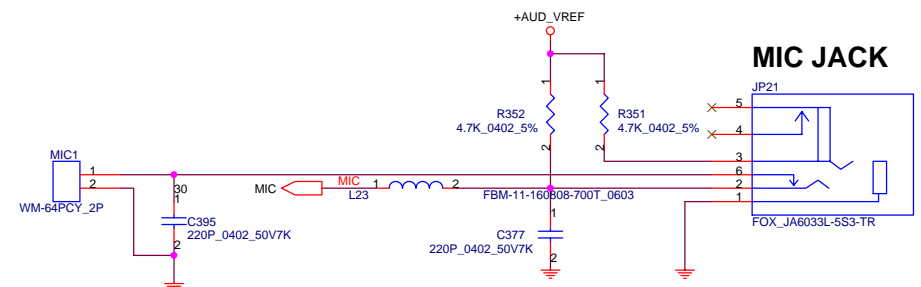 +AUD_VREF
MIC JACK
JP21
1
1
5
R352
R351
4.7K_0402_5%
4.7K_0402_5%
4
2
2
MIC1
3
1
6
2
30
MIC
MIC
1
2
2
1
L23
FBM-11-160808-700T_0603
1
WM-64PCY_2P
1
C395
FOX_JA6033L-5S3-TR
220P_0402_50V7K
C377
2
220P_0402_50V7K
2